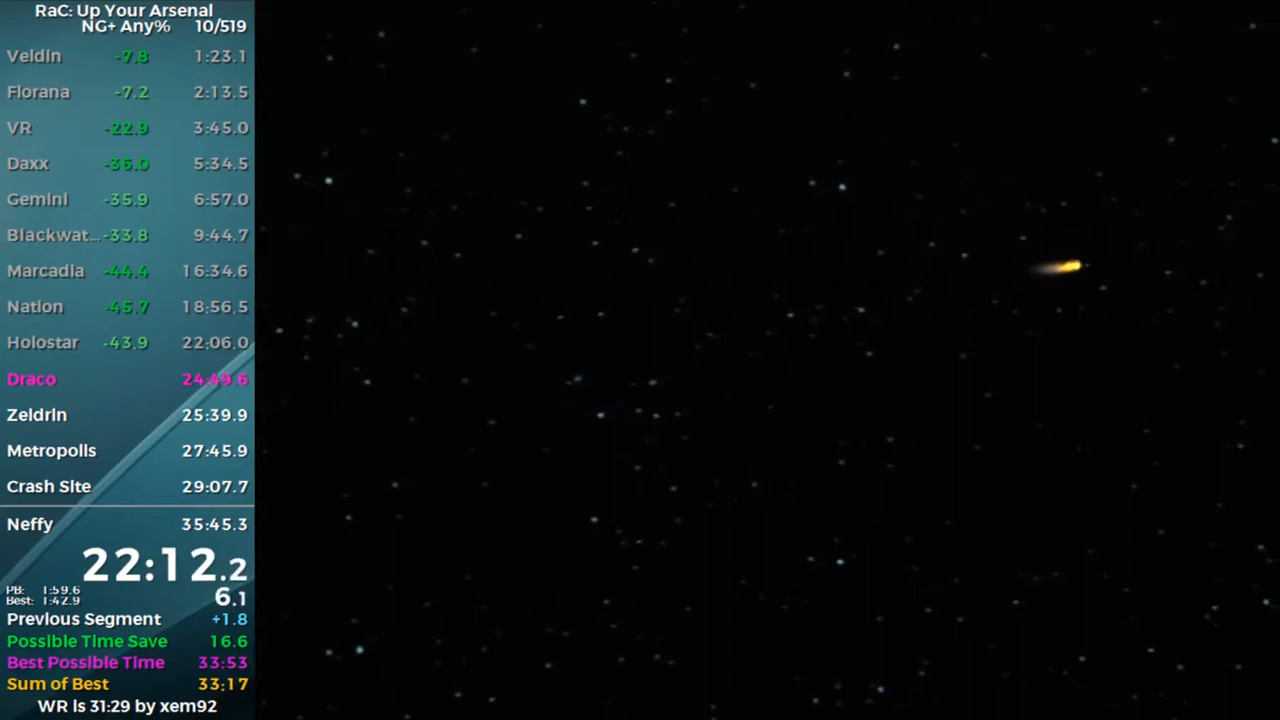 RaC: Up Your Arsenal
NG+ Any% 10/519
Veldin -7.8 1:23.1
Florana -7.2 2:13.5
VR -22.9 3:45.0
Daxx -36.0 5:34.5
Gemini -35.9 6:57.0
Blackwat... -33.8 9:44.7
Marcadia -44.4 16:34.6
Nation -45.7 18:56.5
Holostar -43.9 22:06.0
Draco 24:49.6
Zeldrin 25:39.9
Metropolis 27:45.9
Crash Site 29:07.7
Neffy 35:45.3
22:12.2
PB: 1:59.6
Best: 1:42.9 6.1
Previous Segment +1.8
Possible Time Save 16.6
Best Possible Time 33:53
Sum of Best 33:17
WR is 31:29 by xem92